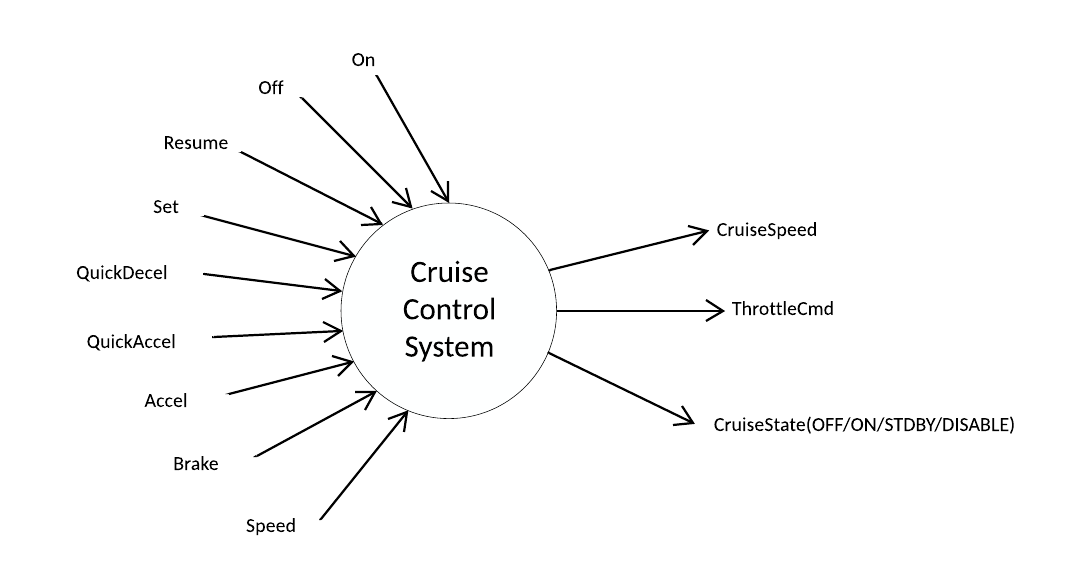 On
Off
Resume
Set
QuickDecel
QuickAccel
Accel
Brake
Speed
Cruise
Control
System
CruiseSpeed
ThrottleCmd
CruiseState(OFF/ON/STDBY/DISABLE)